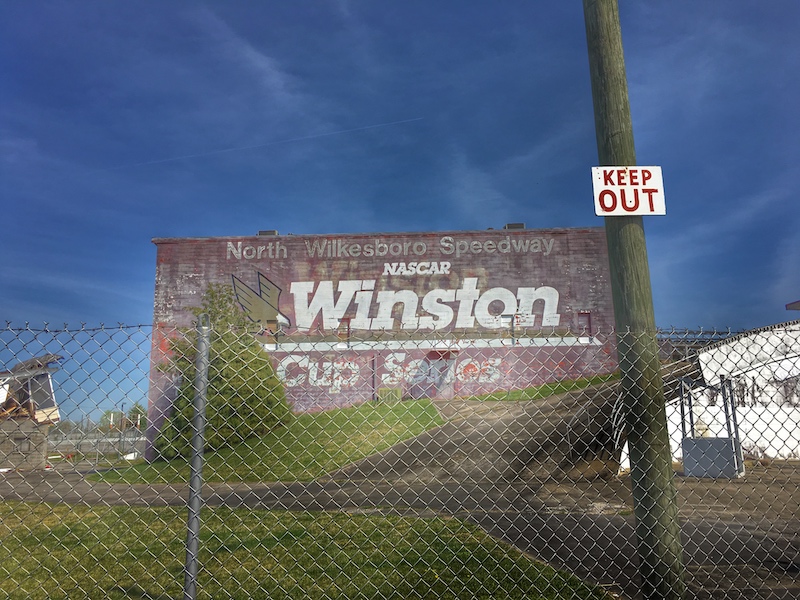 KEEP
OUT
North Wilkesboro Speedway
NASCAR
Winston
Cup Series